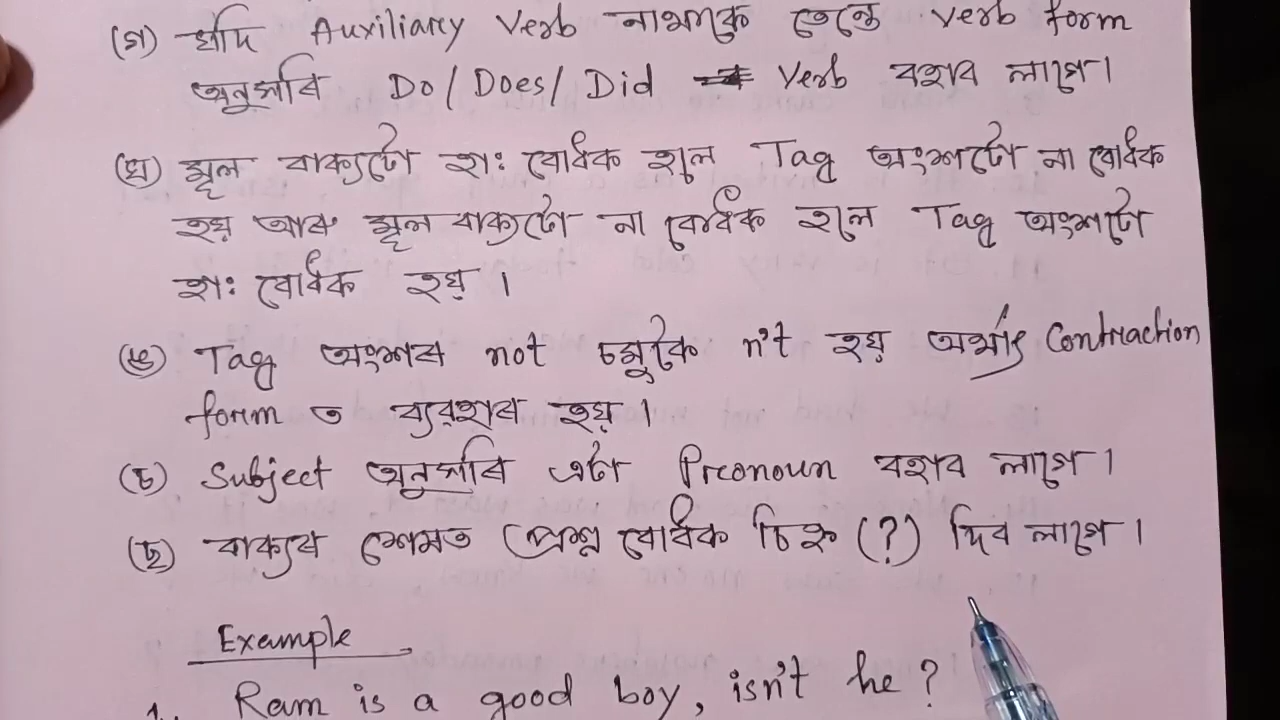 (গ) যদি Auxiliary Verb নাথাকে তেন্তে verb form
অনুসৰি Do/Does/Did verb বহাব লাগে।
(ঘ) মূল বাক্যটো হাঃ বোধক হলে Tag অংশটো না বোধক
হয় আৰু মূল বাক্যটো না বোধক হলে Tag অংশটো
হাঃ বোধক হয়।
(ঙ) Tag অংশৰ not চমুকৈ n't হয় অৰ্থাৎ Contraction
form ত ব্যৱহাৰ হয়।
(চ) Subject অনুসৰি এটা Pronoun বহাব লাগে।
(ছ) বাক্যৰ শেষত প্ৰশ্ন বোধক চিহ্ন (?) দিব লাগে।
Example
1. Ram is a good boy, isn't he?